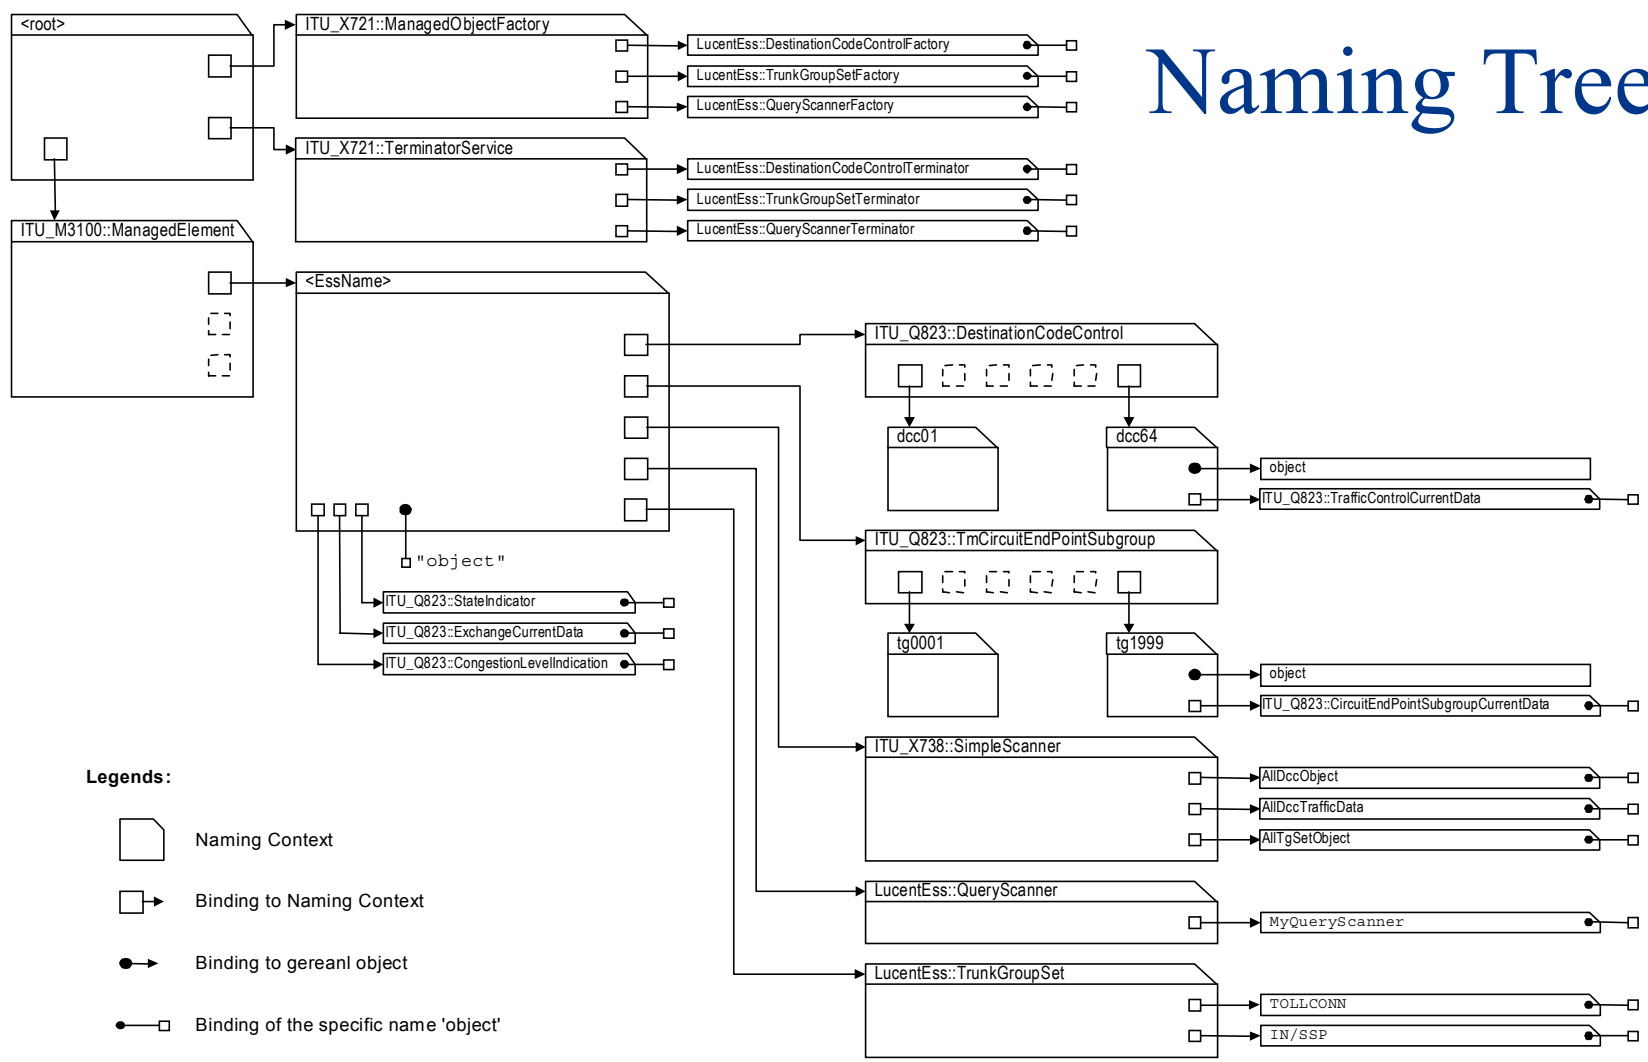 Naming Tree
<root>
ITU_X721::ManagedObjectFactory
LucentEss::DestinationCodeControlFactory
LucentEss::TrunkGroupSetFactory
LucentEss::QueryScannerFactory
ITU_X721::TerminatorService
LucentEss::DestinationCodeControlTerminator
LucentEss::TrunkGroupSetTerminator
LucentEss::QueryScannerTerminator
ITU_M3100::ManagedElement
<EssName>
"object"
ITU_Q823::StateIndicator
ITU_Q823::ExchangeCurrentData
ITU_Q823::CongestionLevelIndication
ITU_Q823::DestinationCodeControl
dcc01
dcc64
object
ITU_Q823::TrafficControlCurrentData
ITU_Q823::TmCircuitEndPointSubgroup
tg0001
tg1999
object
ITU_Q823::CircuitEndPointSubgroupCurrentData
ITU_X738::SimpleScanner
AllDccObject
AllDccTrafficData
AllTgSetObject
LucentEss::QueryScanner
MyQueryScanner
LucentEss::TrunkGroupSet
TOLLCONN
IN/SSP
Legends:
Naming Context
Binding to Naming Context
Binding to gereanl object
Binding of the specific name 'object'